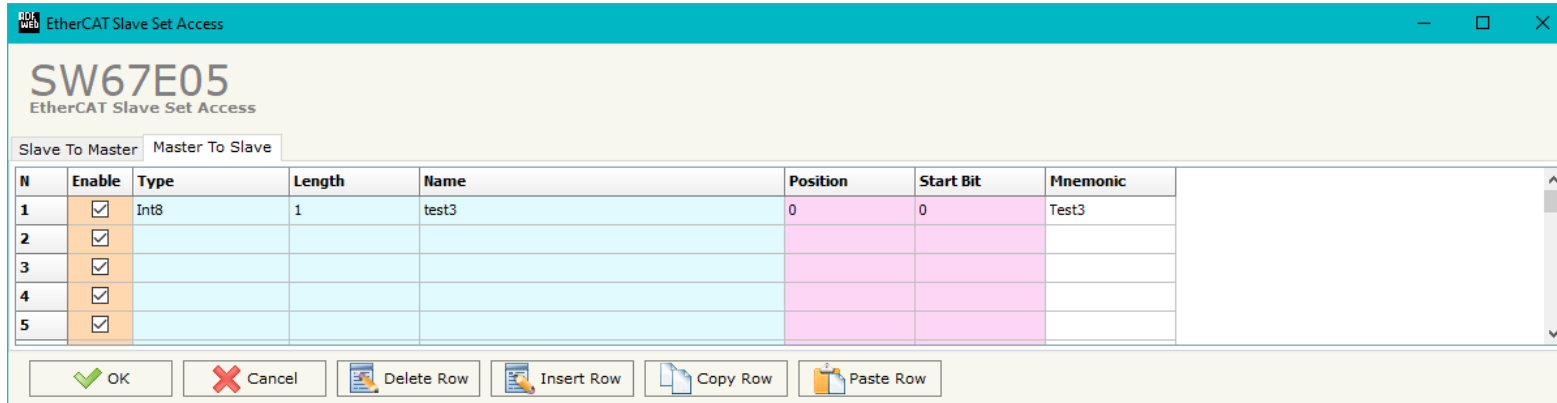 ADF WEB EtherCAT Slave Set Access
SW67E05
EtherCAT Slave Set Access
Slave To Master Master To Slave
N Enable Type Length Name Position Start Bit Mnemonic
1 Int8 1 test3 0 0 Test3
2
3
4
5
OK Cancel Delete Row Insert Row Copy Row Paste Row